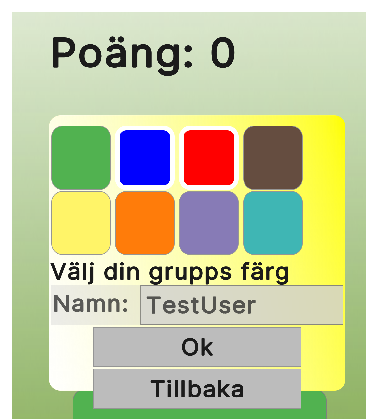 Poäng: 0
Välj din grupps färg
Namn: TestUser
Ok
Tillbaka